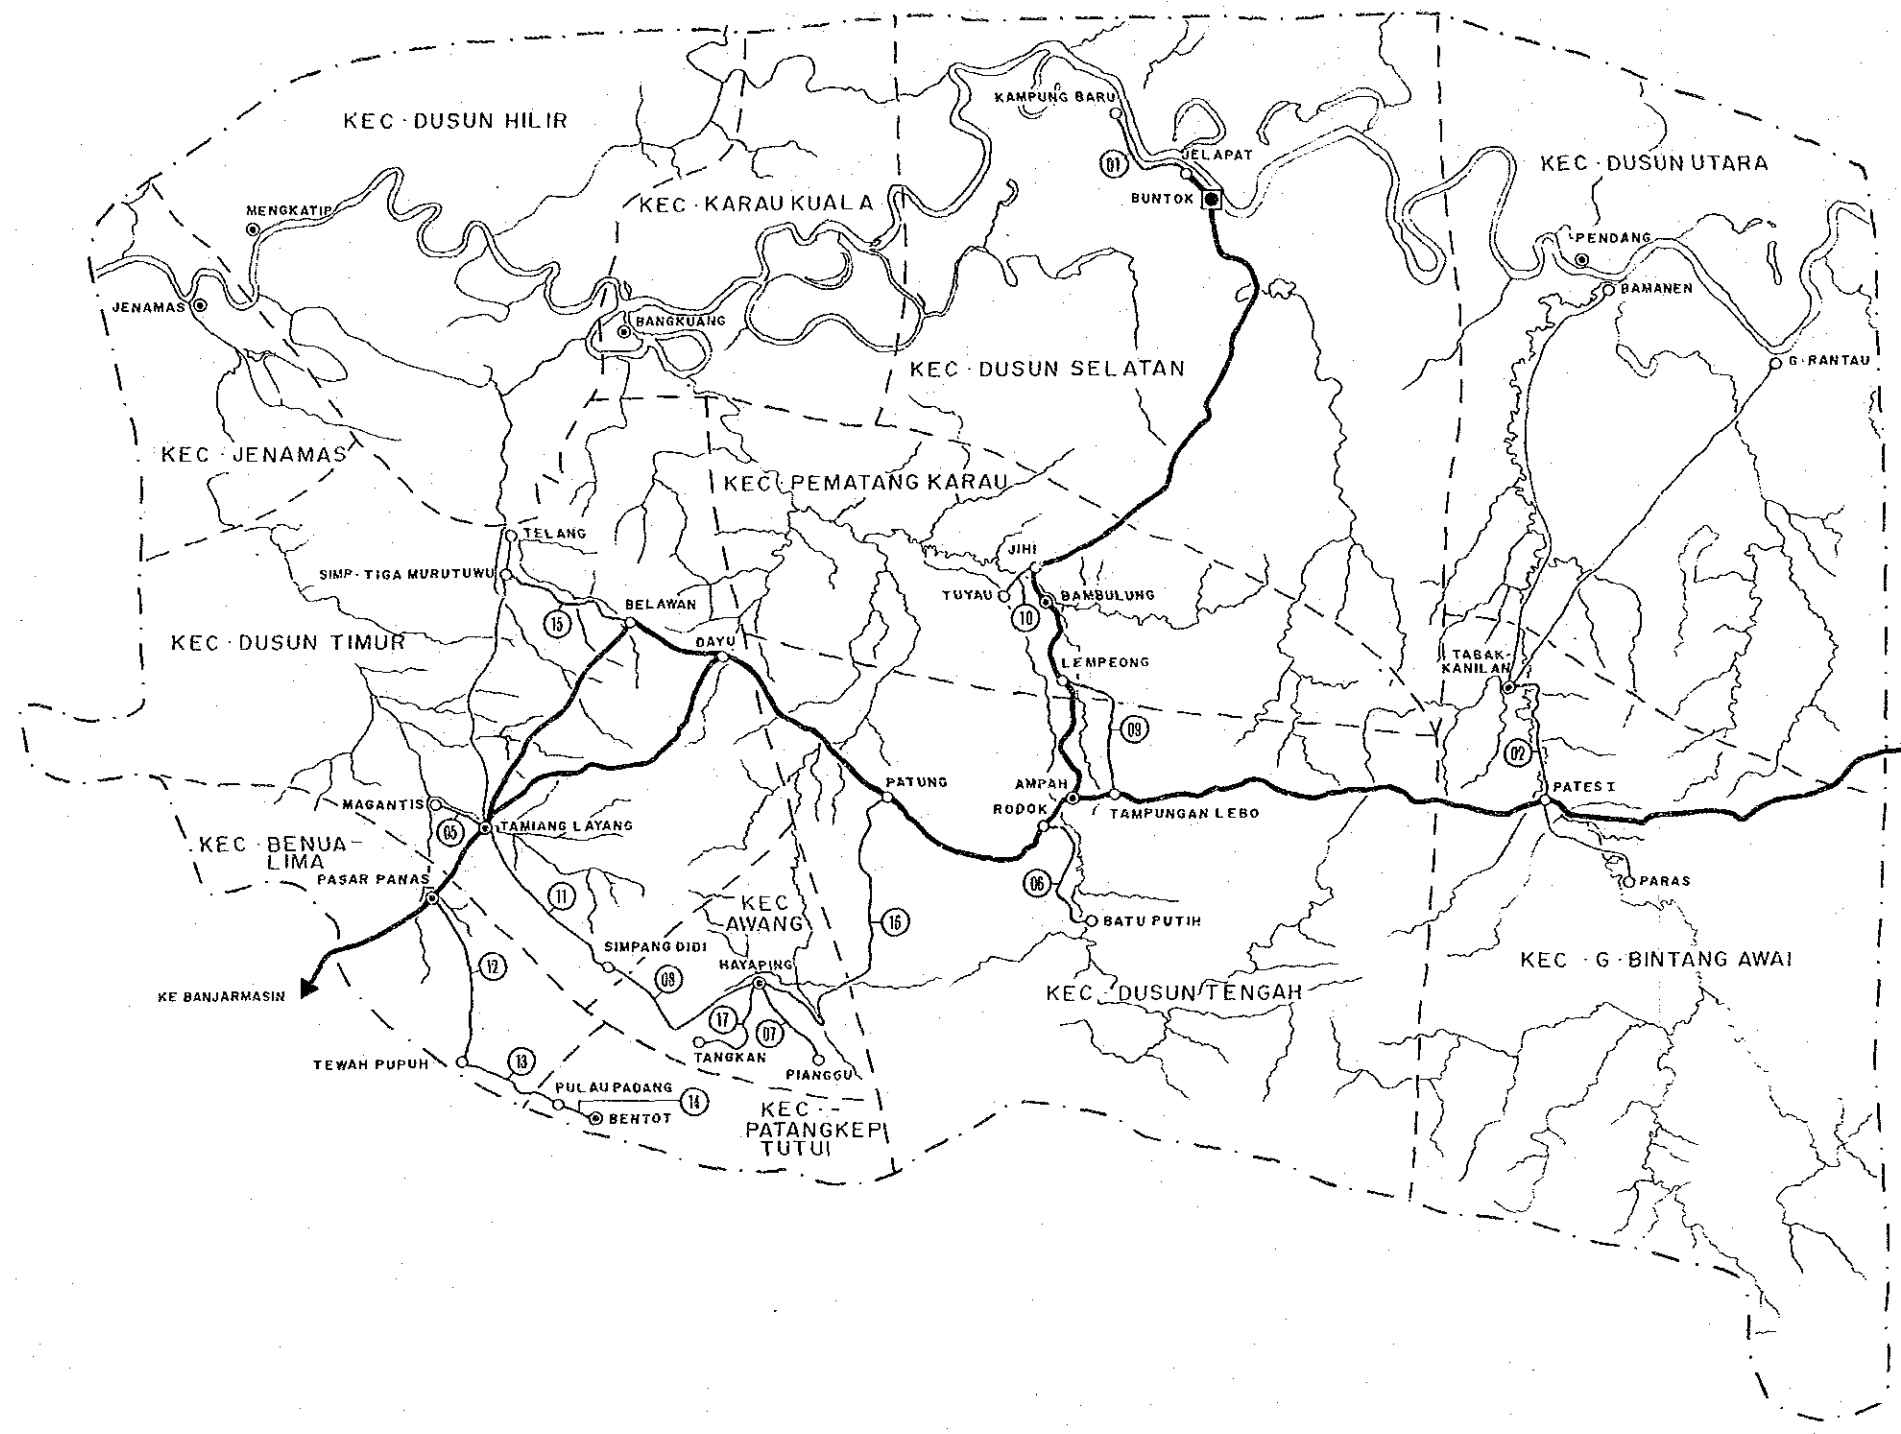 KEC · DUSUN HILIR
KAMPUNG BARU
01
JELAPAT
BUNTOK
KEC · DUSUN UTARA
MENGKATIP
KEC · KARAU KUALA
PENDANG
BAMANEN
JENAMAS
BANGKUANG
G · RANTAU
KEC · DUSUN SELATAN
KEC · JENAMAS
KEC · PEMATANG KARAU
TELANG
JIHI
SIMP · TIGA MURUTUWU
TUYAU
BAMBULUNG
15
BELAWAN
10
KEC · DUSUN TIMUR
DAYU
LEMPEONG
TABAK-
KANILAN
09
02
MAGANTIS
PATUNG
AMPAH
RODOK
TAMPUNGAN LEBO
PATESI
05
TAMIANG LAYANG
KEC · BENUA-
LIMA
PASAR PANAS
06
PARAS
11
KEC
AWANG
16
BATU PUTIH
SIMPANG DIDI
12
08
HAYAPING
KEC · G · BINTANG AWAI
KE BANJARMASIN
KEC · DUSUN TENGAH
17
07
TANGKAN
PIANGGU
TEWAH PUPUH
13
PULAU PADANG
14
BENTOT
KEC · -
PATANGKEP
TUTUI